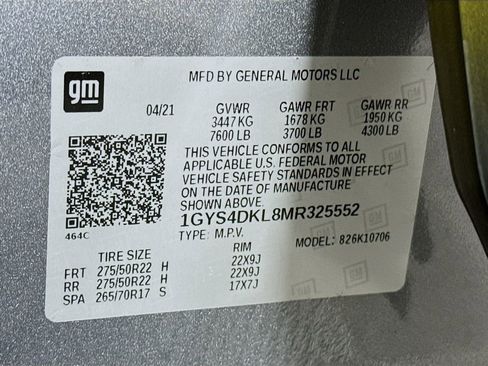 gm
MFD BY GENERAL MOTORS LLC
04/21 GVWR GAWR FRT GAWR RR
3447 KG 1678 KG 1950 KG
7600 LB 3700 LB 4300 LB
THIS VEHICLE CONFORMS TO ALL
APPLICABLE U.S. FEDERAL MOTOR
VEHICLE SAFETY STANDARDS IN EFFECT
ON THE DATE OF MANUFACTURE
SHOWN ABOVE.
1GYS4DKL8MR325552
464C
TYPE: M.P.V. MODEL: 826K10706
TIRE SIZE RIM
FRT 275/50R22 H 22X9J
RR 275/50R22 H 22X9J
SPA 265/70R17 S 17X7J